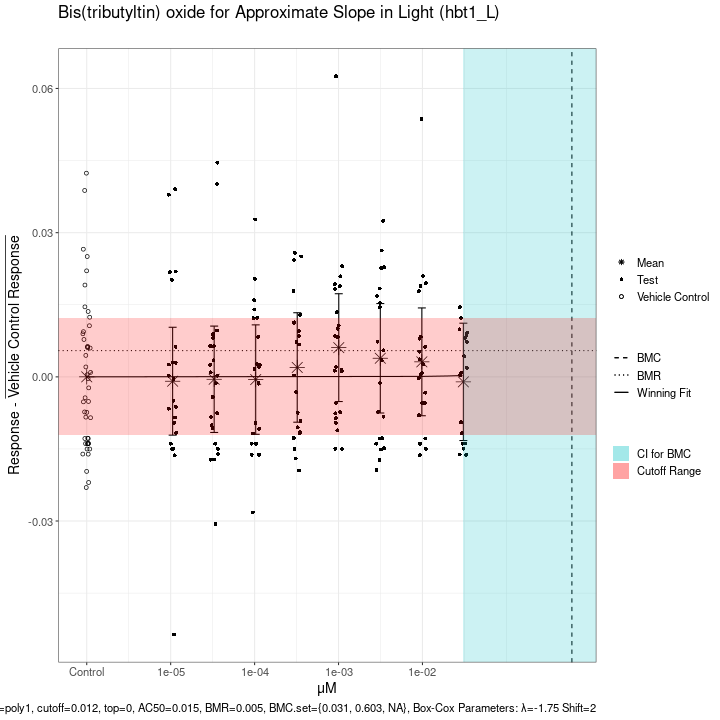 Bis(tributyltin) oxide for Approximate Slope in Light (hbt1_L)
Response - Vehicle Control Response
0.06
0.03
0.00
-0.03
Control
1e-05
1e-04
1e-03
1e-02
μM
Mean
Test
Vehicle Control
BMC
BMR
Winning Fit
CI for BMC
Cutoff Range
=poly1, cutoff=0.012, top=0, AC50=0.015, BMR=0.005, BMC.set={0.031, 0.603, NA}, Box-Cox Parameters: λ=-1.75 Shift=2